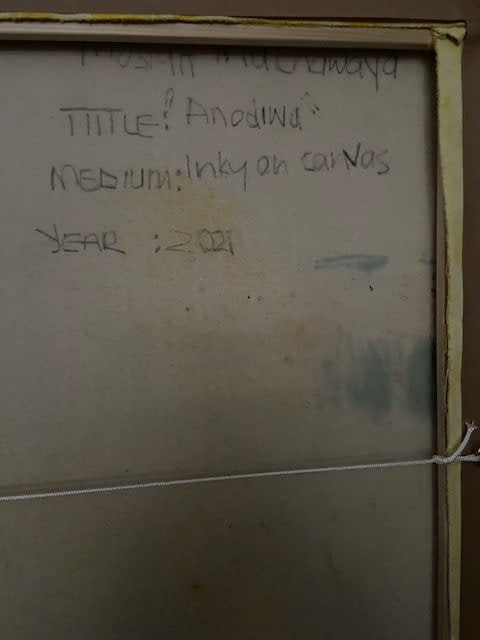 TITLE: Anodiwa"
MEDIUM: Inky on canvas
YEAR : 2021